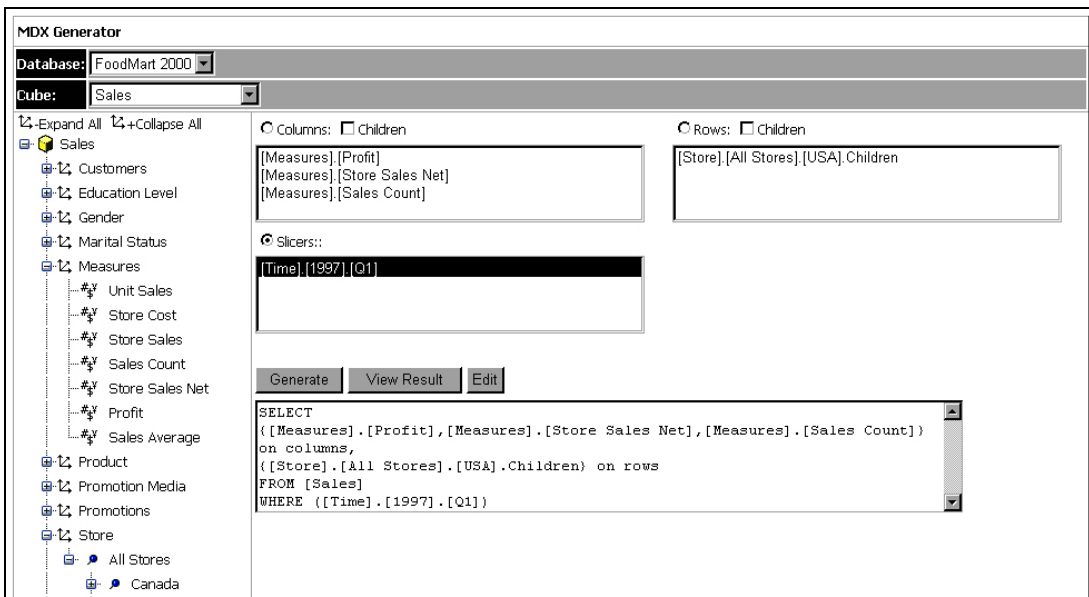 MDX Generator
Database: FoodMart 2000
Cube: Sales
-Expand All +Collapse All
Sales
Customers
Education Level
Gender
Marital Status
Measures
Unit Sales
Store Cost
Store Sales
Sales Count
Store Sales Net
Profit
Sales Average
Product
Promotion Media
Promotions
Store
All Stores
Canada
Columns: Children
[Measures].[Profit]
[Measures].[Store Sales Net]
[Measures].[Sales Count]
Rows: Children
[Store].[All Stores].[USA].Children
Slicers::
[Time].[1997].[Q1]
Generate View Result Edit
SELECT
{[Measures].[Profit],[Measures].[Store Sales Net],[Measures].[Sales Count]}
on columns,
{[Store].[All Stores].[USA].Children} on rows
FROM [Sales]
WHERE ([Time].[1997].[Q1])